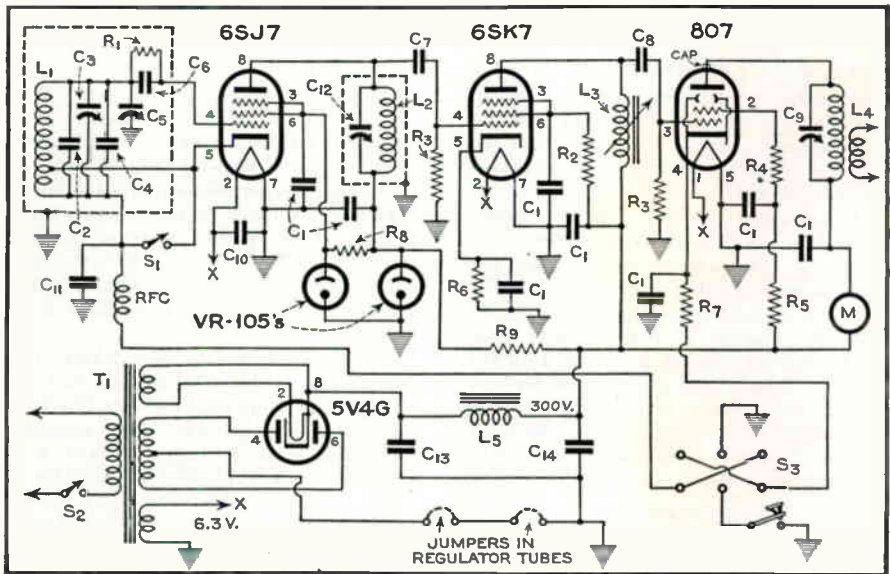 6SJ7
6SK7
807
R1
C3
C6
L1
C5
C2
C4
8
4
5
3
6
2
7
C7
C12
L2
R3
8
4
5
3
6
2
7
R2
C8
L3
R3
CAP
3
2
4
1
5
R4
C9
L4
X
C10
C1
C1
R8
S1
C11
RFC
VR-105's
X
R6
C1
C1
C1
X
C1
C1
C1
R7
R5
M
R9
T1
2
8
5V4G
4
6
C13
L5
300V.
C14
S3
S2
X
6.3 V.
JUMPERS IN
REGULATOR TUBES